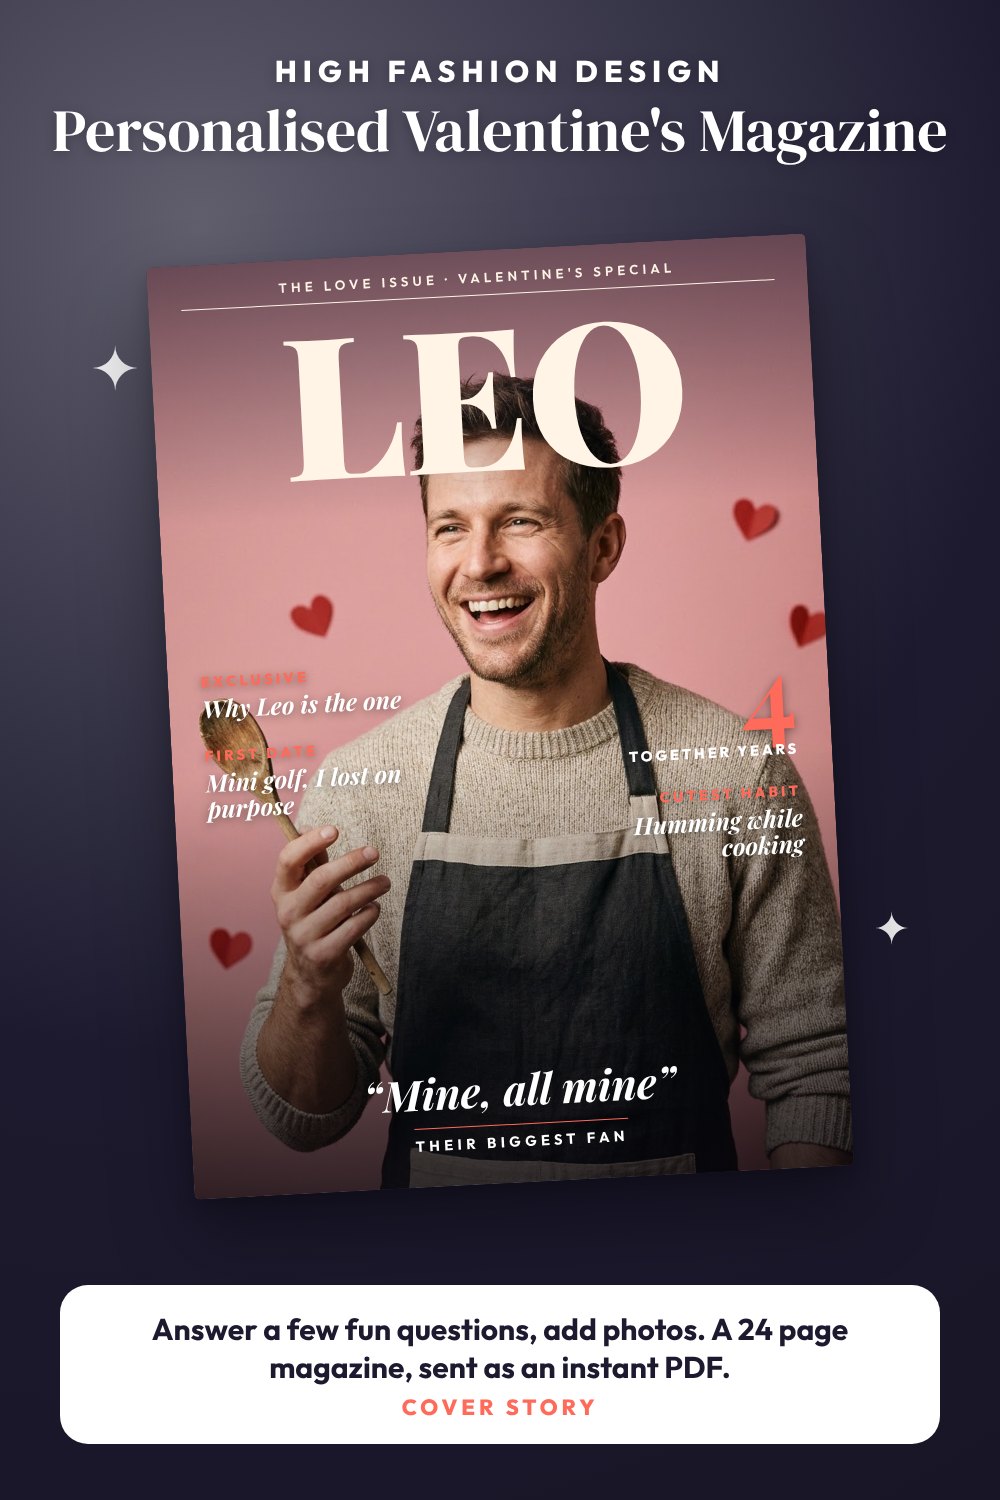 HIGH FASHION DESIGN
Personalised Valentine's Magazine
THE LOVE ISSUE · VALENTINE'S SPECIAL
LEO
EXCLUSIVE
Why Leo is the one
FIRST DATE
Mini golf, I lost on
purpose
4
TOGETHER YEARS
CUTEST HABIT
Humming while
cooking
“Mine, all mine”
THEIR BIGGEST FAN
Answer a few fun questions, add photos. A 24 page
magazine, sent as an instant PDF.
COVER STORY